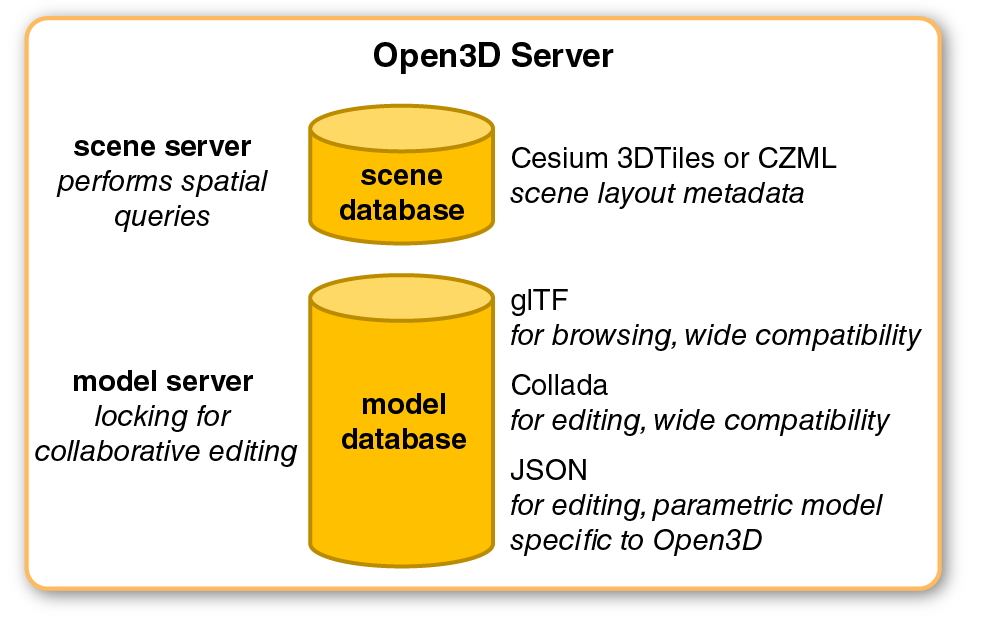 Open3D Server
scene server
performs spatial
queries
scene
database
Cesium 3DTiles or CZML
scene layout metadata
model server
locking for
collaborative editing
model
database
glTF
for browsing, wide compatibility
Collada
for editing, wide compatibility
JSON
for editing, parametric model
specific to Open3D